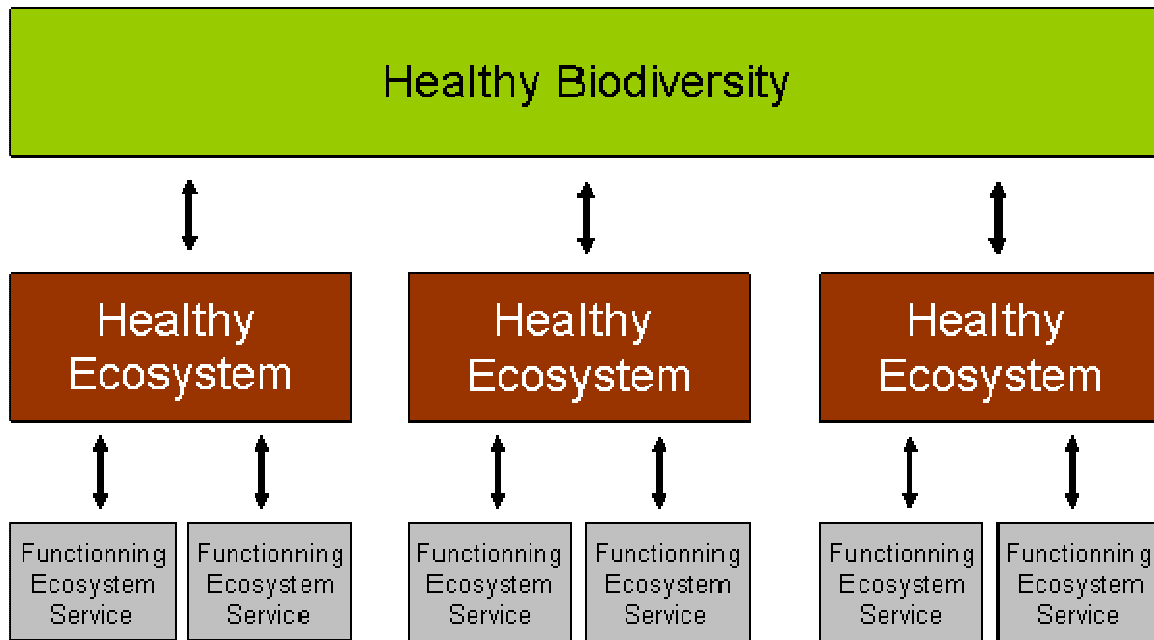 Healthy Biodiversity
Healthy
Ecosystem
Healthy
Ecosystem
Healthy
Ecosystem
Functionning
Ecosystem
Service
Functionning
Ecosystem
Service
Functionning
Ecosystem
Service
Functionning
Ecosystem
Service
Functionning
Ecosystem
Service
Functionning
Ecosystem
Service